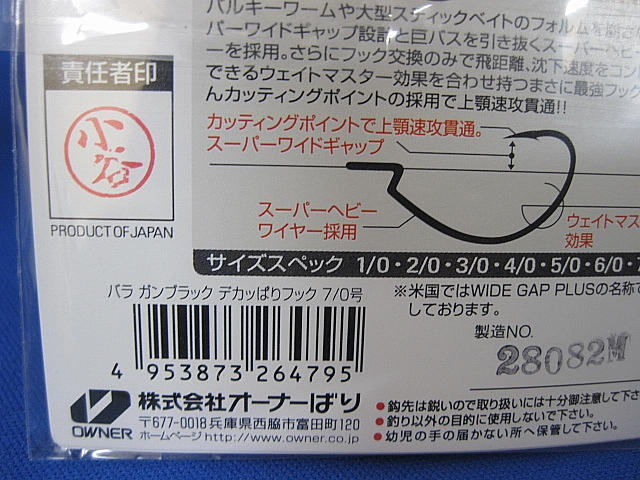 バルキーワームや大型スティックベイトのフォルムを崩さ
パーワイドギャップ設計と巨バスを引き抜くスーパーヘビ
ーを採用。さらにフック交換のみで飛距離、沈下速度をコン
できるウェイトマスター効果を合わせ持つまさに最強フック
んカッティングポイントの採用で上顎速攻貫通!!
責任者印
小谷
PRODUCT OF JAPAN
カッティングポイントで上顎速攻貫通。
スーパーワイドギャップ
スーパーヘビー
ワイヤー採用
ウェイトマス
効果
サイズスペック 1/0・2/0・3/0・4/0・5/0・6/0・7
バラ ガンブラック デカッぱりフック 7/0号
※米国ではWIDE GAP PLUSの名称で
しております。
製造NO.
28082M
4 953873 264795
OWNER
株式会社オーナーばり
〒677-0018 兵庫県西脇市富田町120
ホームページ http://www.owner.co.jp
●鈎先は鋭いので取り扱いには十分御注意して下さ
●釣り以外の目的に使用しないで下さい。
●幼児の手の届かない所へ保管して下さい。